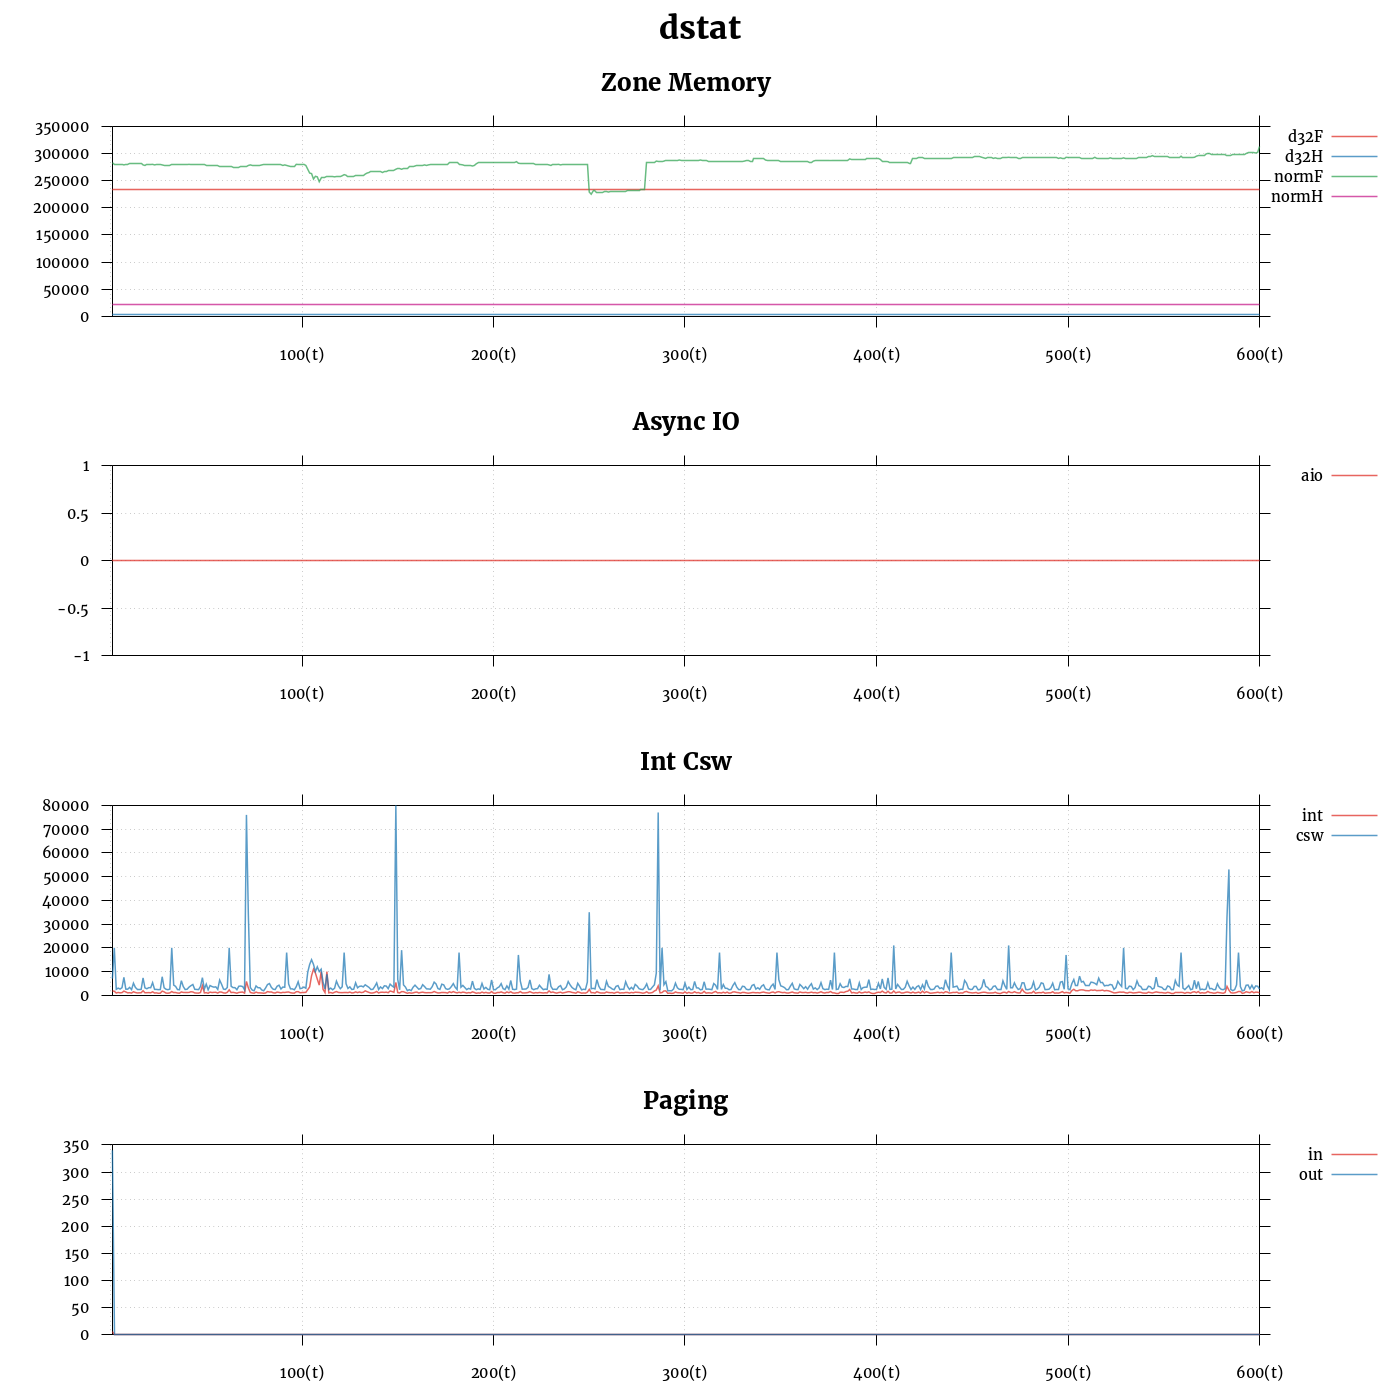 dstat
Zone Memory
350000
300000
250000
200000
150000
100000
50000
0
100(t) 200(t) 300(t) 400(t) 500(t) 600(t)
d32F
d32H
normF
normH
Async IO
1
0.5
0
-0.5
-1
100(t) 200(t) 300(t) 400(t) 500(t) 600(t)
aio
Int Csw
80000
70000
60000
50000
40000
30000
20000
10000
0
100(t) 200(t) 300(t) 400(t) 500(t) 600(t)
int
csw
Paging
350
300
250
200
150
100
50
0
100(t) 200(t) 300(t) 400(t) 500(t) 600(t)
in
out